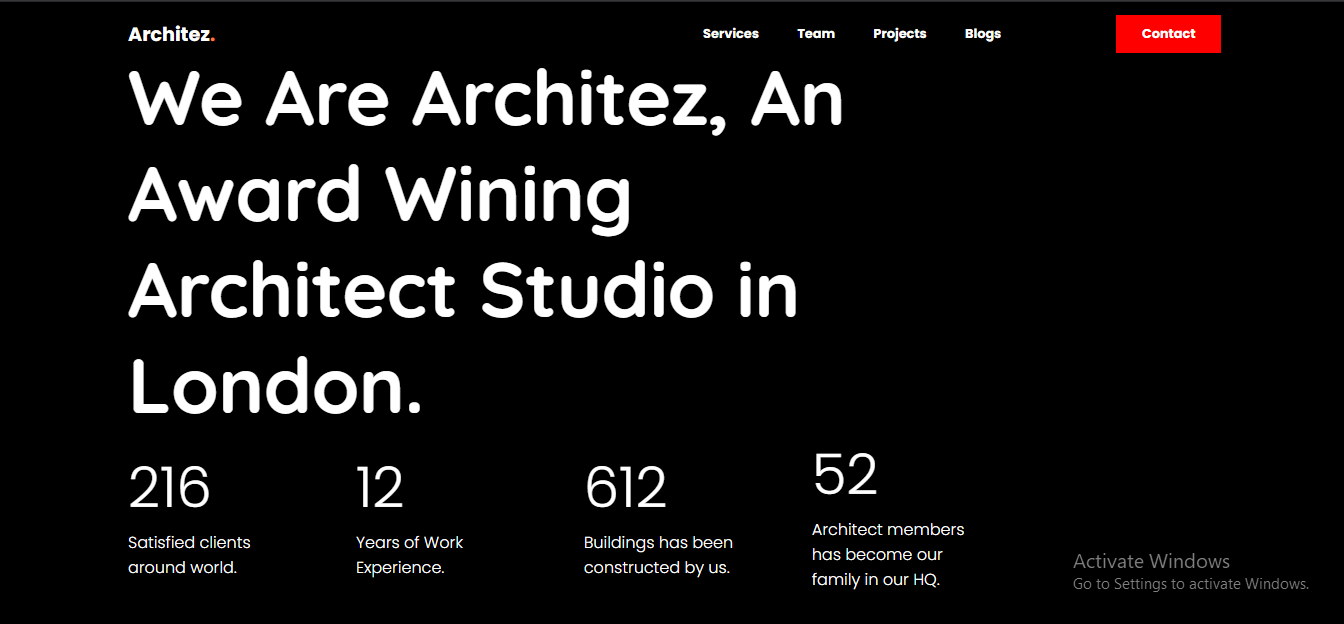 Architez.
Services Team Projects Blogs Contact
We Are Architez, An
Award Wining
Architect Studio in
London.
216
Satisfied clients
around world.
12
Years of Work
Experience.
612
Buildings has been
constructed by us.
52
Architect members
has become our
family in our HQ.
Activate Windows
Go to Settings to activate Windows.